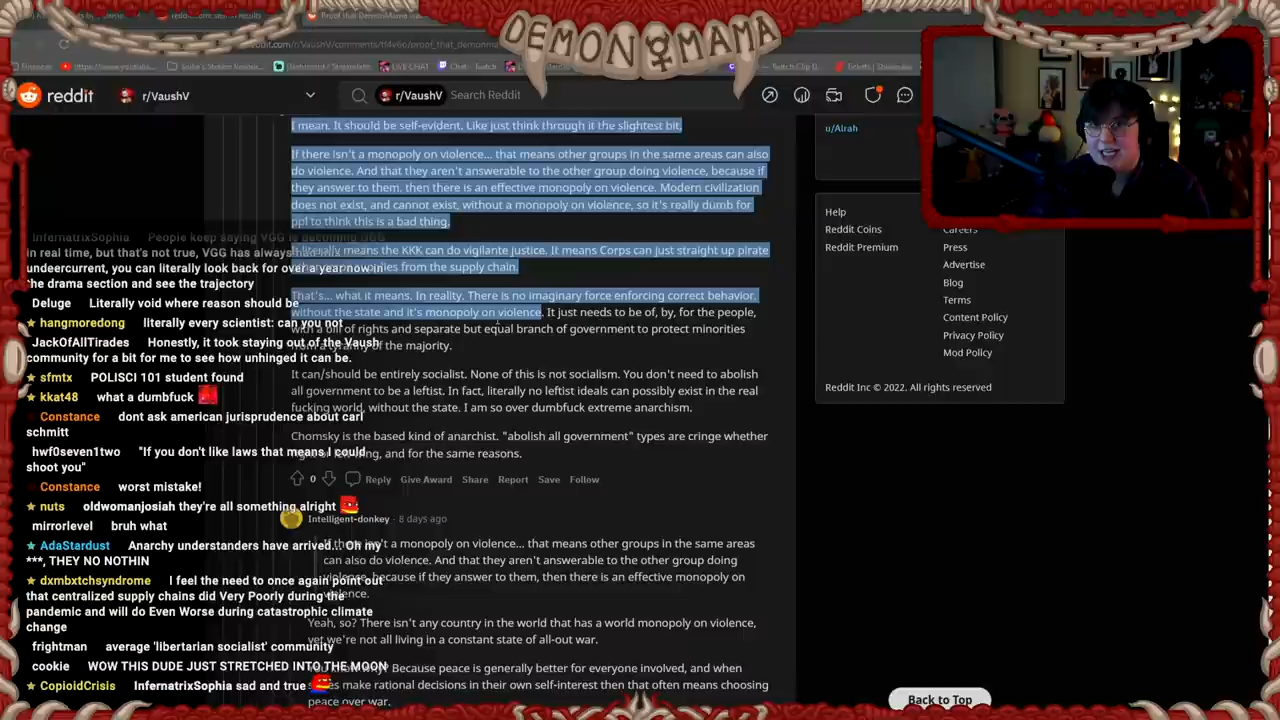 DEMON MAMA
reddit
r/VaushV
r/VaushV
Search Reddit
I mean. It should be self-evident. Like just think through it the slightest bit.
If there isn't a monopoly on violence... that means other groups in the same areas can also
do violence. And that they aren't answerable to the other group doing violence, because if
they answer to them, then there is an effective monopoly on violence. Modern civilization
does not exist, and cannot exist, without a monopoly on violence, so it's really dumb for
ppl to think this is a bad thing.
means the KKK can do vigilante justice. It means Corps can just straight up pirate
from the supply chain.
That's... what it means. In reality. There is no imaginary force enforcing correct behavior,
without the state and it's monopoly on violence. It just needs to be of, by, for the people,
with a bill of rights and separate but equal branch of government to protect minorities
of the majority.
It can/should be entirely socialist. None of this is not socialism. You don't need to abolish
all government to be a leftist. In fact, literally no leftist ideals can possibly exist in the real
fucking world, without the state. I am so over dumbfuck extreme anarchism.
Chomsky is the based kind of anarchist. "abolish all government" types are cringe whether
and for the same reasons.
0 Reply Give Award Share Report Save Follow
Intelligent-donkey · 8 days ago
If there isn't a monopoly on violence... that means other groups in the same areas
can also do violence. And that they aren't answerable to the other group doing
violence, because if they answer to them, then there is an effective monopoly on
violence.
Yeah, so? There isn't any country in the world that has a world monopoly on violence,
yet we're not all living in a constant state of all-out war.
Because peace is generally better for everyone involved, and when
make rational decisions in their own self-interest then that often means choosing
peace over war.
InfernatrixSophia People keep saying VGG is becoming
in real time, but that's not true, VGG has always
undercurrent, you can literally look back for over a year now in
the drama section and see the trajectory
Deluge Literally void where reason should be
hangmoredong literally every scientist: can you not
JackOfAllTirades Honestly, it took staying out of the Vaush
community for a bit for me to see how unhinged it can be.
sfmtx POLISCI 101 student found
kkat48 what a dumbfuck
Constance dont ask american jurisprudence about carl
schmitt
hwf0seven1two "If you don't like laws that means I could
shoot you"
Constance worst mistake!
nuts oldwomanjosiah they're all something alright
mirrorlevel bruh what
AdaStardust Anarchy understanders have arrived... Oh my
***, THEY NO NOTHIN
dxmbxtchsyndrome I feel the need to once again point out
that centralized supply chains did Very Poorly during the
pandemic and will do Even Worse during catastrophic climate
change
frightman average 'libertarian socialist' community
cookie WOW THIS DUDE JUST STRETCHED INTO THE MOON
CopioidCrisis InfernatrixSophia sad and true
u/Alrah
Help
Reddit Coins
Reddit Premium
Careers
Press
Advertise
Blog
Terms
Content Policy
Privacy Policy
Mod Policy
Reddit Inc © 2022. All rights reserved
Back to Top